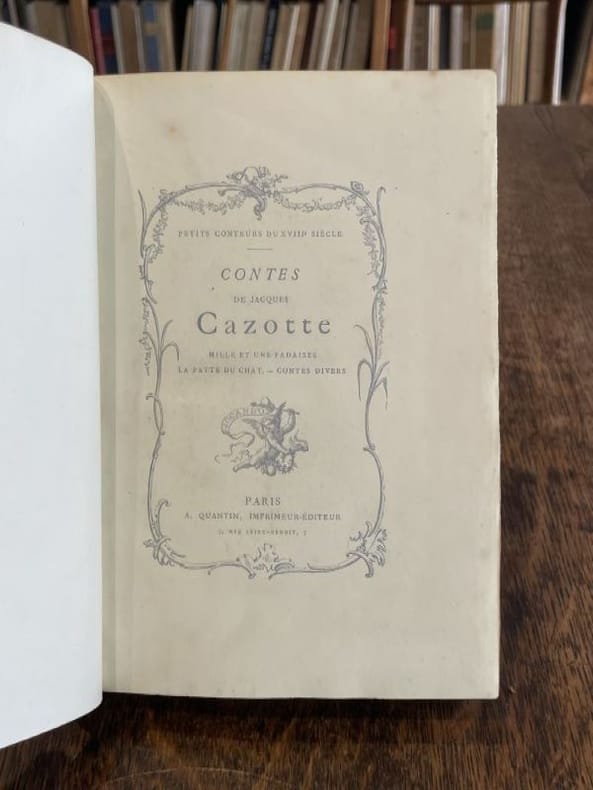 PETITS CONTEURS DU XVIIIe SIÈCLE
CONTES
DE JACQUES
Cazotte
MILLE ET UNE FADAISES
LA PATTE DU CHAT. — CONTES DIVERS
PARIS
A. QUANTIN, IMPRIMEUR-ÉDITEUR
7, RUE SAINT-BENOIT, 7